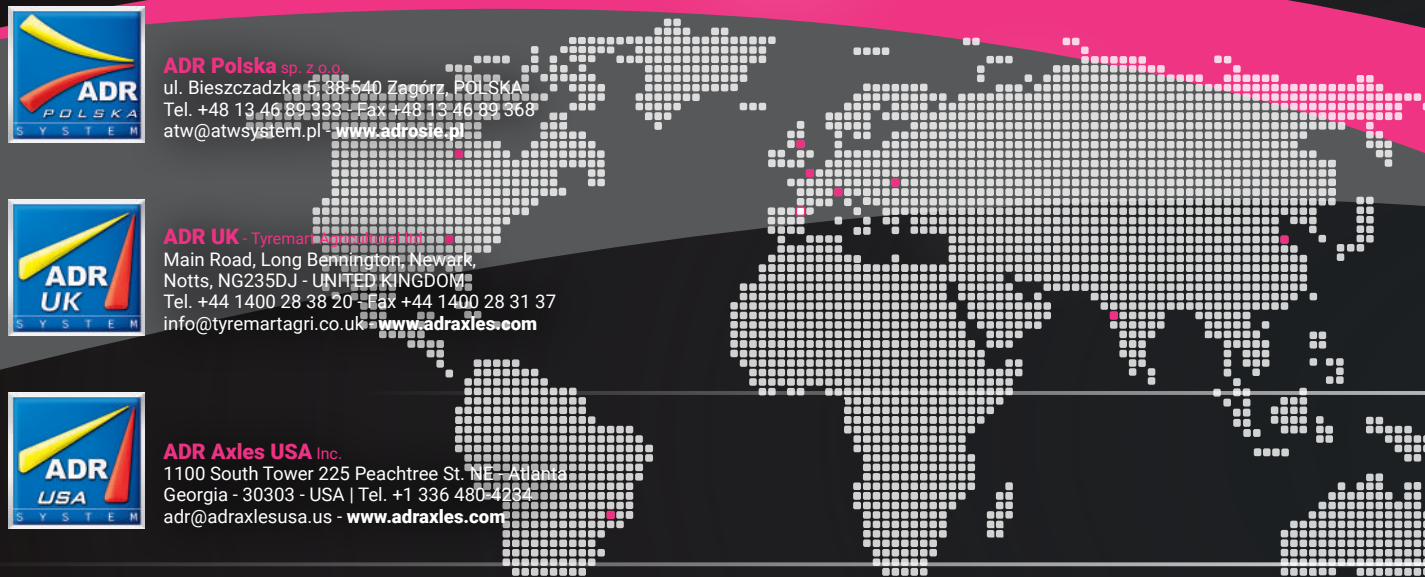 ADR
POLSKA
SYSTEM
ADR Polska sp. z o.o.
ul. Bieszczadzka 5, 38-540 Zagórz, POLSKA
Tel. +48 13 46 89 333 - Fax +48 13 46 89 368
atw@atwsystem.pl - www.adrosie.pl
ADR
UK
SYSTEM
ADR UK - Tyremart Agricultural ltd
Main Road, Long Bennington, Newark,
Notts, NG235DJ - UNITED KINGDOM
Tel. +44 1400 28 38 20 - Fax +44 1400 28 31 37
info@tyremartagri.co.uk - www.adraxles.com
ADR
USA
SYSTEM
ADR Axles USA Inc.
1100 South Tower 225 Peachtree St. NE - Atlanta
Georgia - 30303 - USA | Tel. +1 336 480-4234
adr@adraxlesusa.us - www.adraxles.com